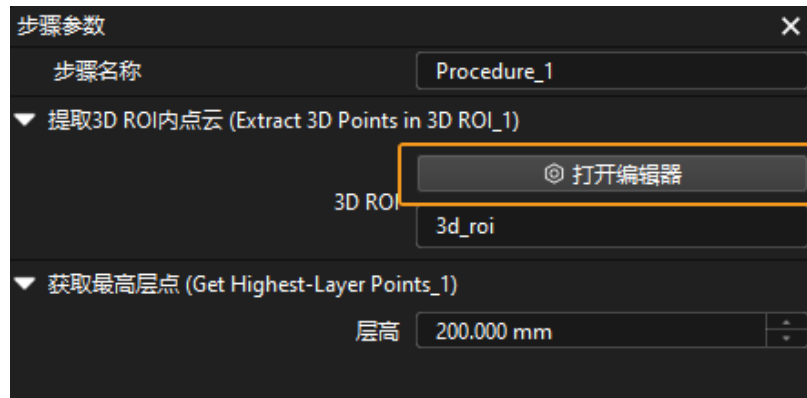 步骤参数
步骤名称 Procedure_1
提取3D ROI内点云 (Extract 3D Points in 3D ROI_1)
打开编辑器
3D ROI
3d_roi
获取最高层点 (Get Highest-Layer Points_1)
层高 200.000 mm